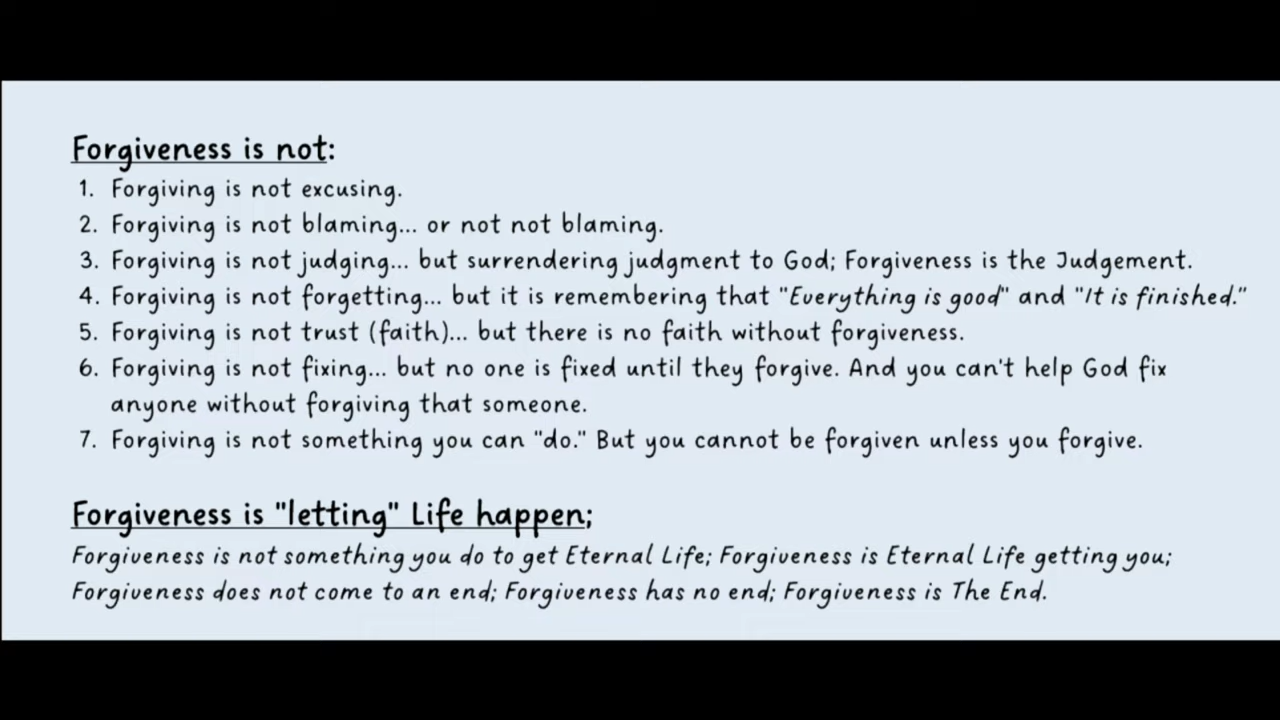 Forgiveness is not:
1. Forgiving is not excusing.
2. Forgiving is not blaming... or not not blaming.
3. Forgiving is not judging... but surrendering judgment to God; Forgiveness is the Judgement.
4. Forgiving is not forgetting... but it is remembering that "Everything is good" and "It is finished."
5. Forgiving is not trust (faith)... but there is no faith without forgiveness.
6. Forgiving is not fixing... but no one is fixed until they forgive. And you can't help God fix
anyone without forgiving that someone.
7. Forgiving is not something you can "do." But you cannot be forgiven unless you forgive.
Forgiveness is "letting" Life happen;
Forgiveness is not something you do to get Eternal Life; Forgiveness is Eternal Life getting you;
Forgiveness does not come to an end; Forgiveness has no end; Forgiveness is The End.